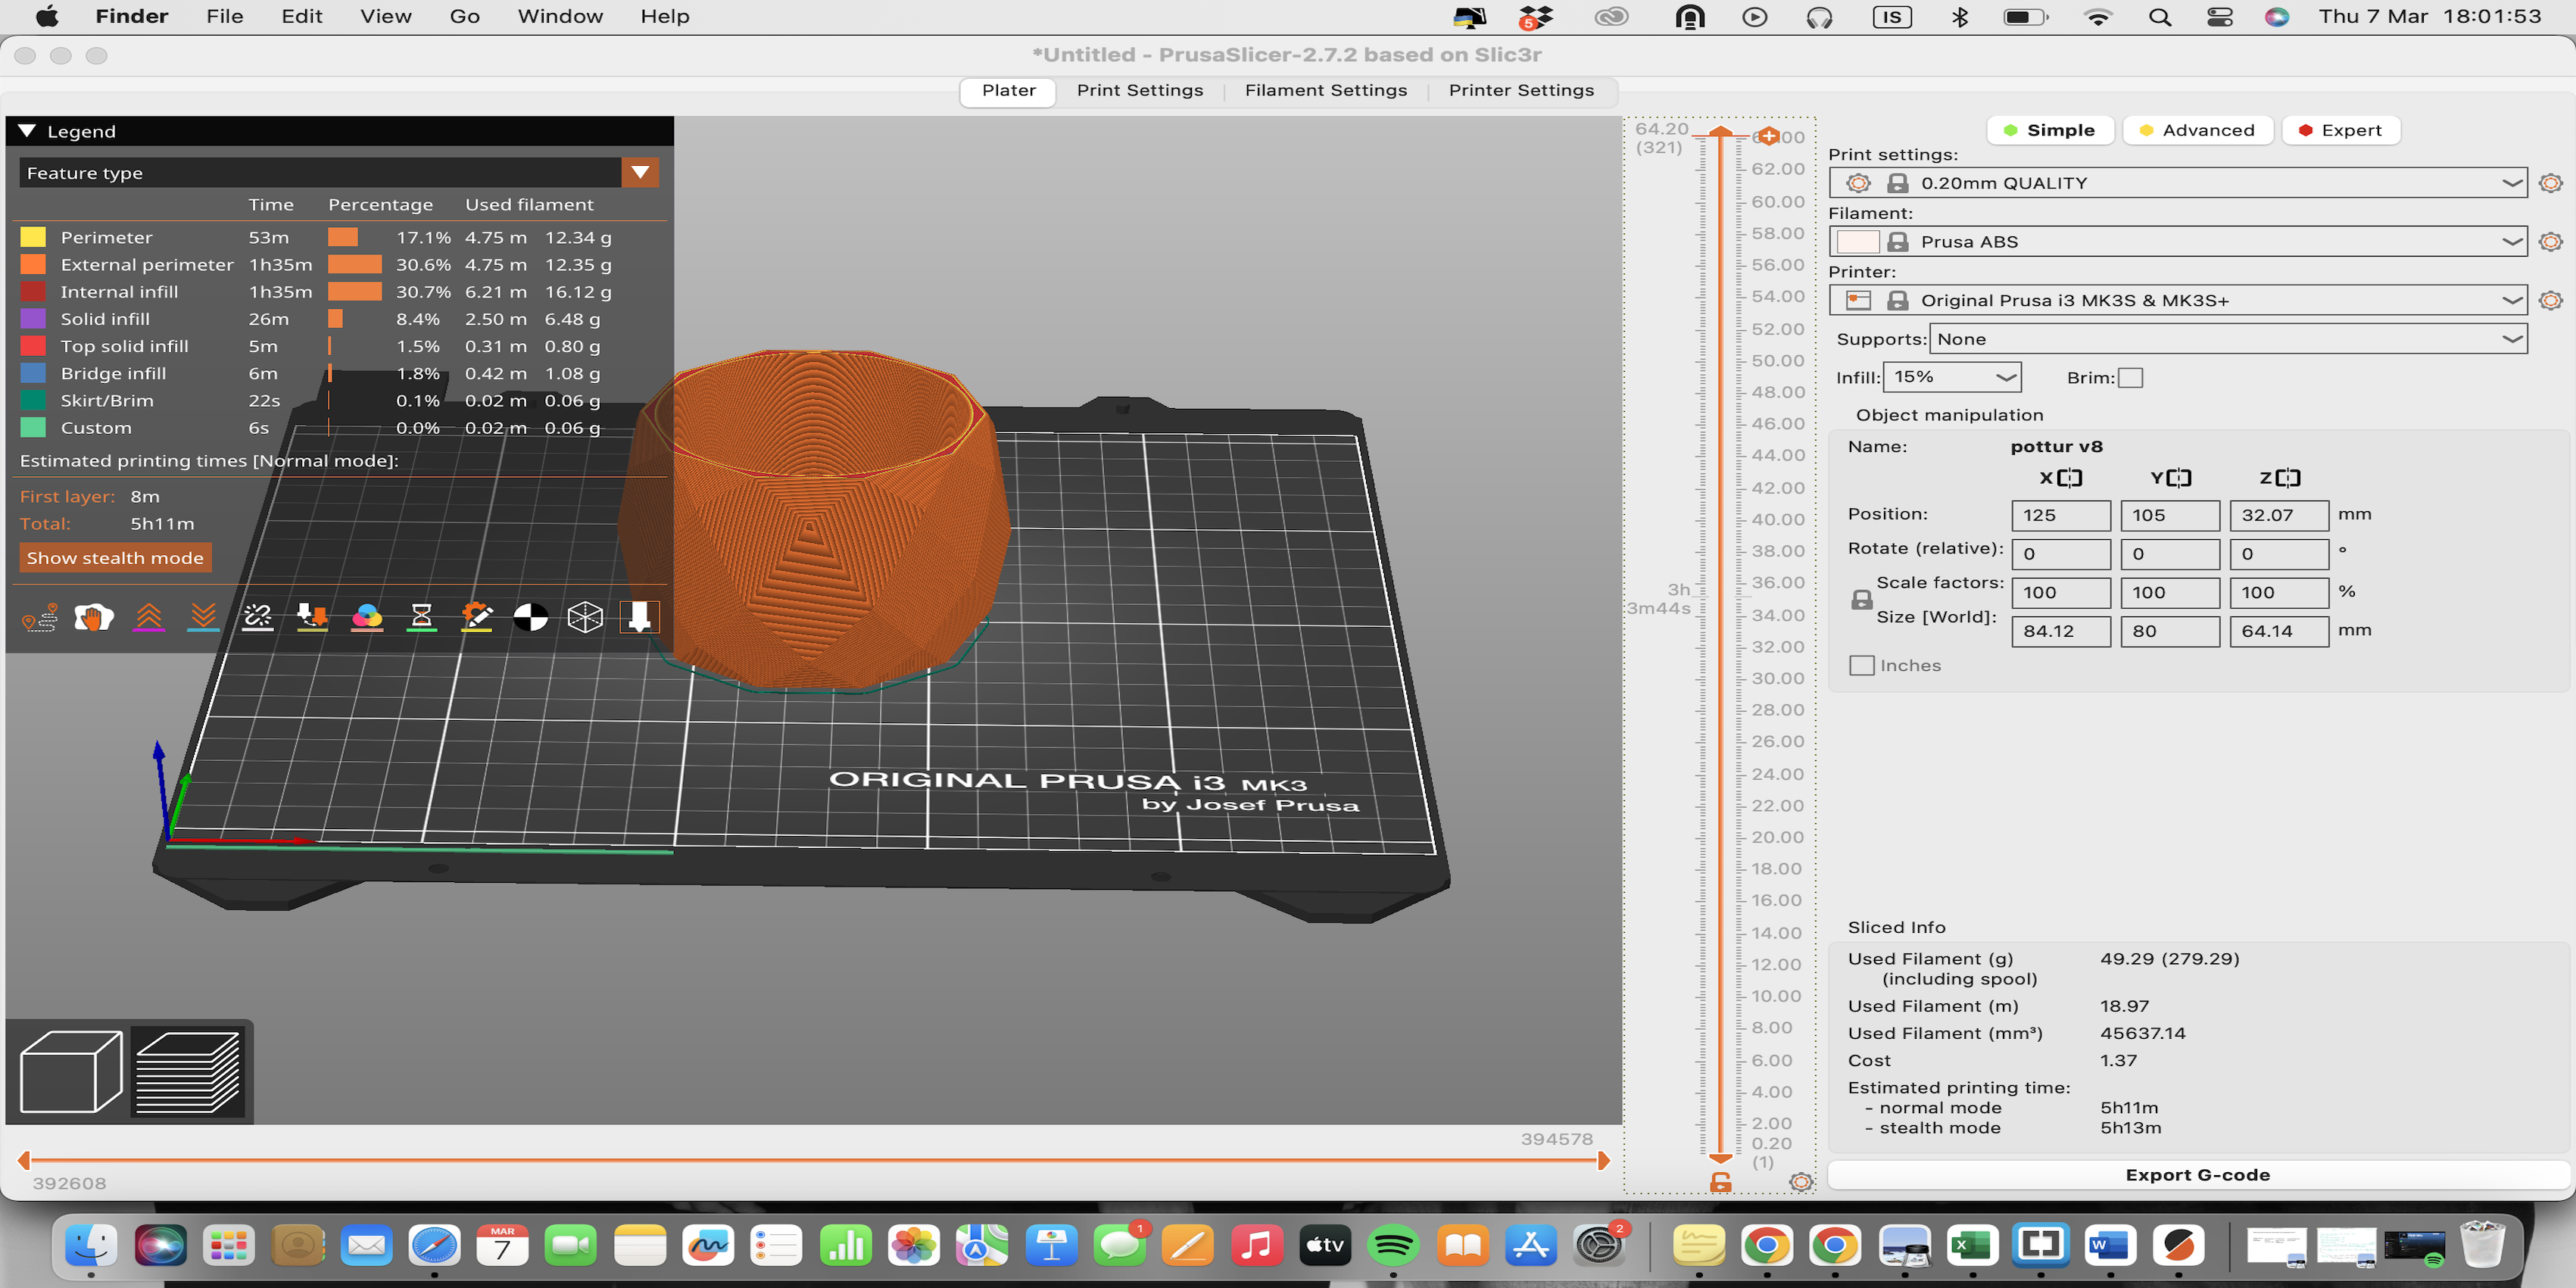 Finder File Edit View Go Window Help
5
IS
Thu 7 Mar 18:01:53
*Untitled - PrusaSlicer-2.7.2 based on Slic3r
Plater Print Settings Filament Settings Printer Settings
Legend
Feature type
Time Percentage Used filament
Perimeter 53m 17.1% 4.75 m 12.34 g
External perimeter 1h35m 30.6% 4.75 m 12.35 g
Internal infill 1h35m 30.7% 6.21 m 16.12 g
Solid infill 26m 8.4% 2.50 m 6.48 g
Top solid infill 5m 1.5% 0.31 m 0.80 g
Bridge infill 6m 1.8% 0.42 m 1.08 g
Skirt/Brim 22s 0.1% 0.02 m 0.06 g
Custom 6s 0.0% 0.02 m 0.06 g
Estimated printing times [Normal mode]:
First layer: 8m
Total: 5h11m
Show stealth mode
ORIGINAL PRUSA i3 MK3
by Josef Prusa
394578
392608
64.20
(321)
62.00
60.00
58.00
56.00
54.00
52.00
50.00
48.00
46.00
44.00
42.00
40.00
38.00
36.00
3h
3m44s
34.00
32.00
30.00
28.00
26.00
24.00
22.00
20.00
18.00
16.00
14.00
12.00
10.00
8.00
6.00
4.00
2.00
0.20
(1)
Simple Advanced Expert
Print settings:
0.20mm QUALITY
Filament:
Prusa ABS
Printer:
Original Prusa i3 MK3S & MK3S+
Supports: None
Infill: 15% Brim:
Object manipulation
Name: pottur v8
X Y Z
Position: 125 105 32.07 mm
Rotate (relative): 0 0 0 °
Scale factors: 100 100 100 %
Size [World]: 84.12 80 64.14 mm
Inches
Sliced Info
Used Filament (g) 49.29 (279.29)
(including spool)
Used Filament (m) 18.97
Used Filament (mm³) 45637.14
Cost 1.37
Estimated printing time:
- normal mode 5h11m
- stealth mode 5h13m
Export G-code
MAR
7
1
tv
2
X
W